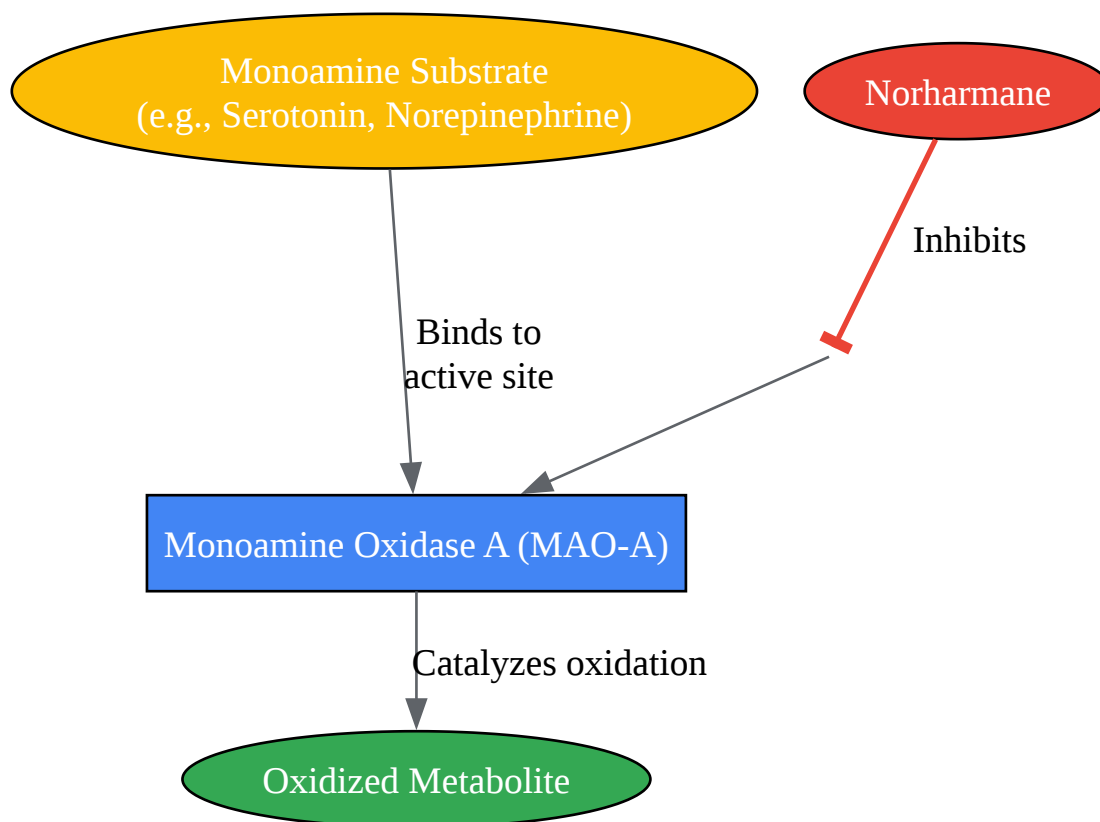 Monoamine Substrate
(e.g., Serotonin, Norepinephrine)
Norharmane
Inhibits
Binds to
active site
Monoamine Oxidase A (MAO-A)
Catalyzes oxidation
Oxidized Metabolite